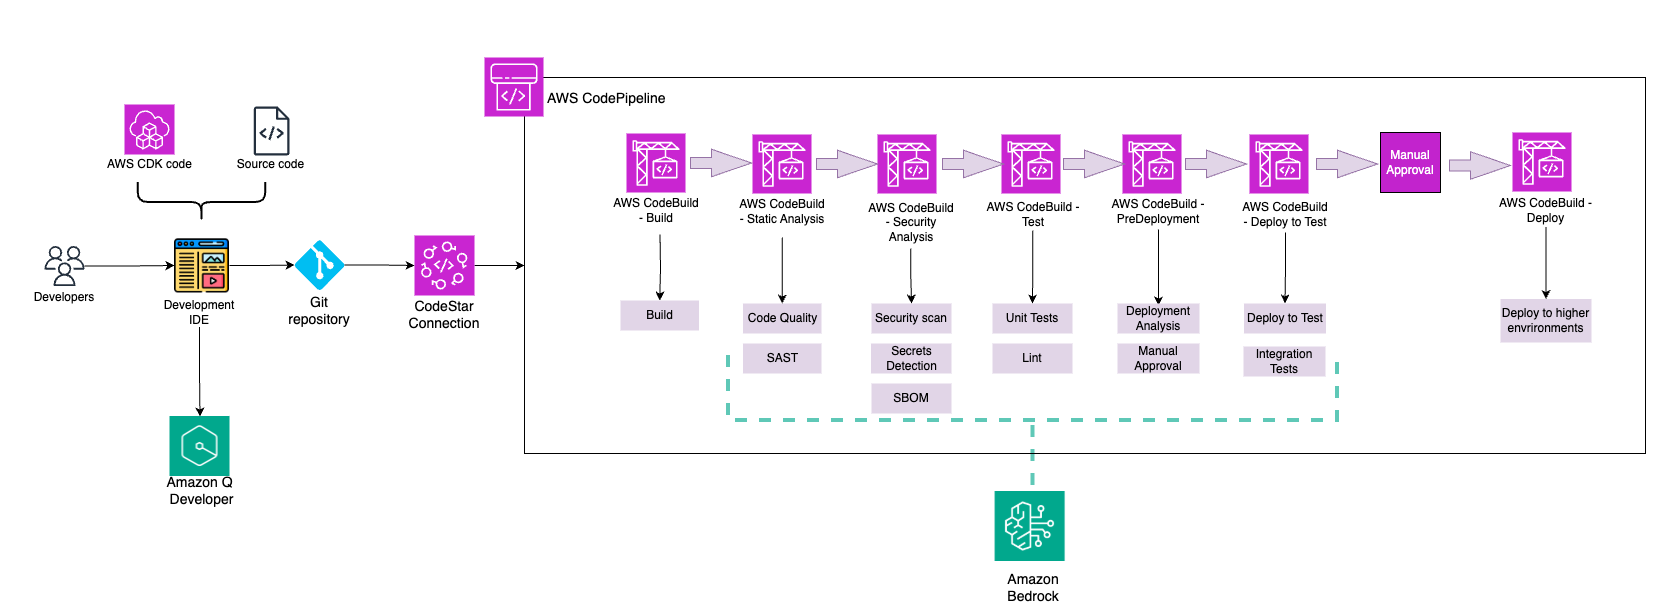 AWS CodePipeline
AWS CDK code
Source code
Developers
Development
IDE
Git
repository
CodeStar
Connection
Amazon Q
Developer
AWS CodeBuild
- Build
AWS CodeBuild
- Static Analysis
AWS CodeBuild
- Security
Analysis
AWS CodeBuild -
Test
AWS CodeBuild -
PreDeployment
AWS CodeBuild
- Deploy to Test
Manual
Approval
AWS CodeBuild -
Deploy
Build
Code Quality
SAST
Security scan
Secrets
Detection
SBOM
Unit Tests
Lint
Deployment
Analysis
Manual
Approval
Deploy to Test
Integration
Tests
Deploy to higher
envrironments
Amazon
Bedrock